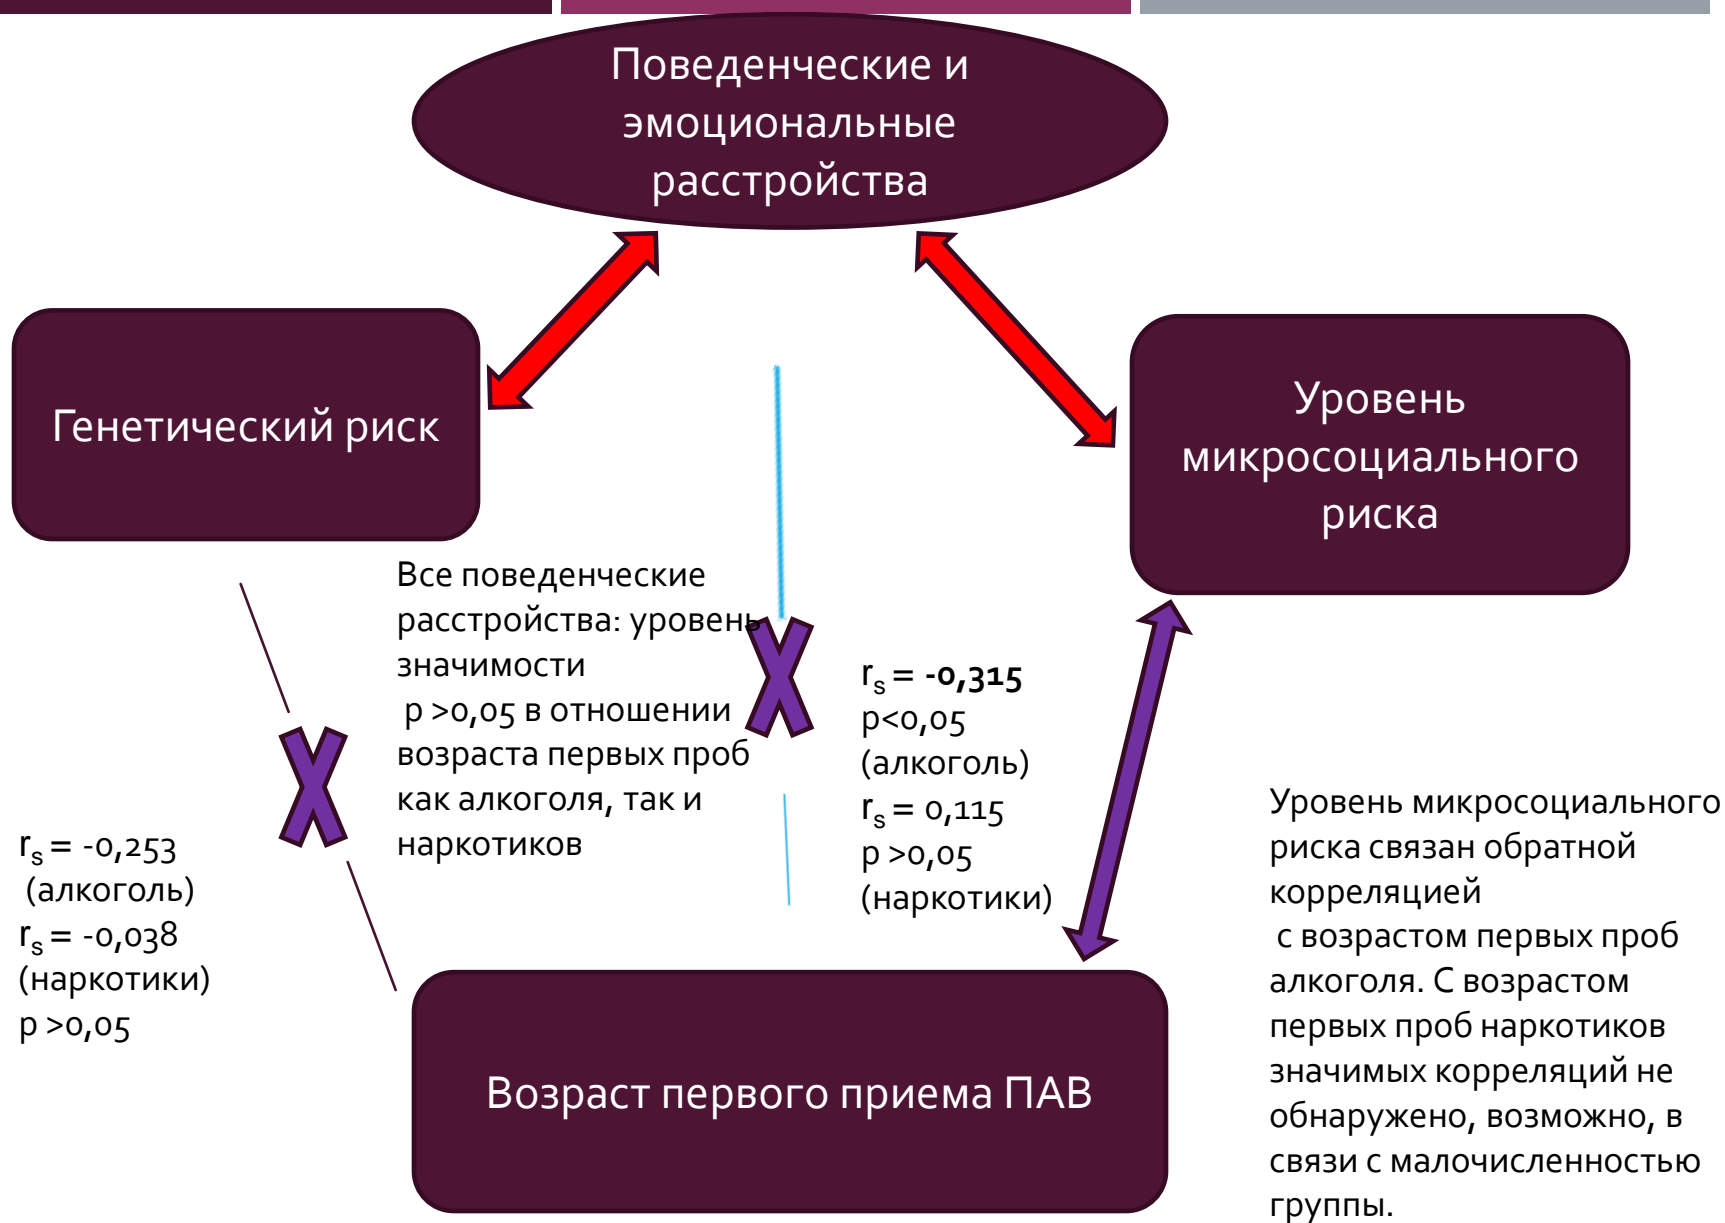 Поведенческие и
эмоциональные
расстройства
Генетический риск
Уровень
микросоциального
риска
Все поведенческие
расстройства: уровень
значимости
p >0,05 в отношении
возраста первых проб
как алкоголя, так и
наркотиков
rs = -0,315
p<0,05
(алкоголь)
rs = 0,115
p >0,05
(наркотики)
rs = -0,253
(алкоголь)
rs = -0,038
(наркотики)
p >0,05
Уровень микросоциального
риска связан обратной
корреляцией
с возрастом первых проб
алкоголя. С возрастом
первых проб наркотиков
значимых корреляций не
обнаружено, возможно, в
связи с малочисленностью
группы.
Возраст первого приема ПАВ